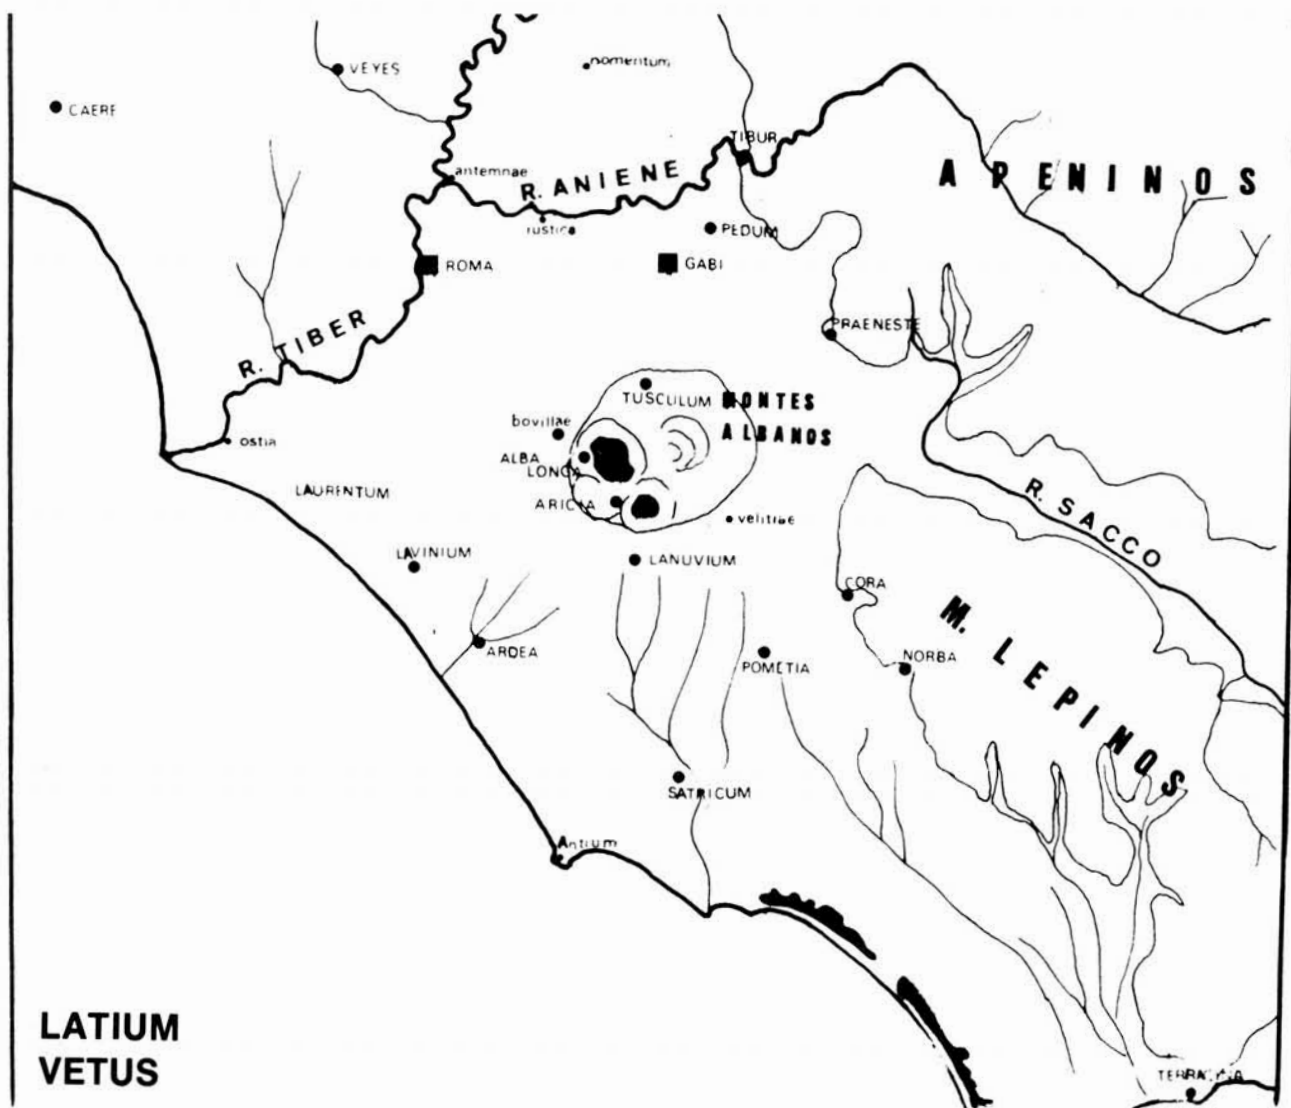 nomentum
VEYES
CAERE
TIBUR
antemnae
R. ANIENE
APENINOS
rustica
PEDUM
ROMA
GABI
R. TIBER
PRAENESTE
TUSCULUM
MONTES
ALBANOS
bovillae
ostia
ALBA
LONGA
LAURENTUM
ARICIA
velitiae
R. SACCO
LAVINIUM
LANUVIUM
CORA
M. LEPINOS
ARDEA
POMETIA
NORBA
SATRICUM
Antium
LATIUM
VETUS
TERRACINA